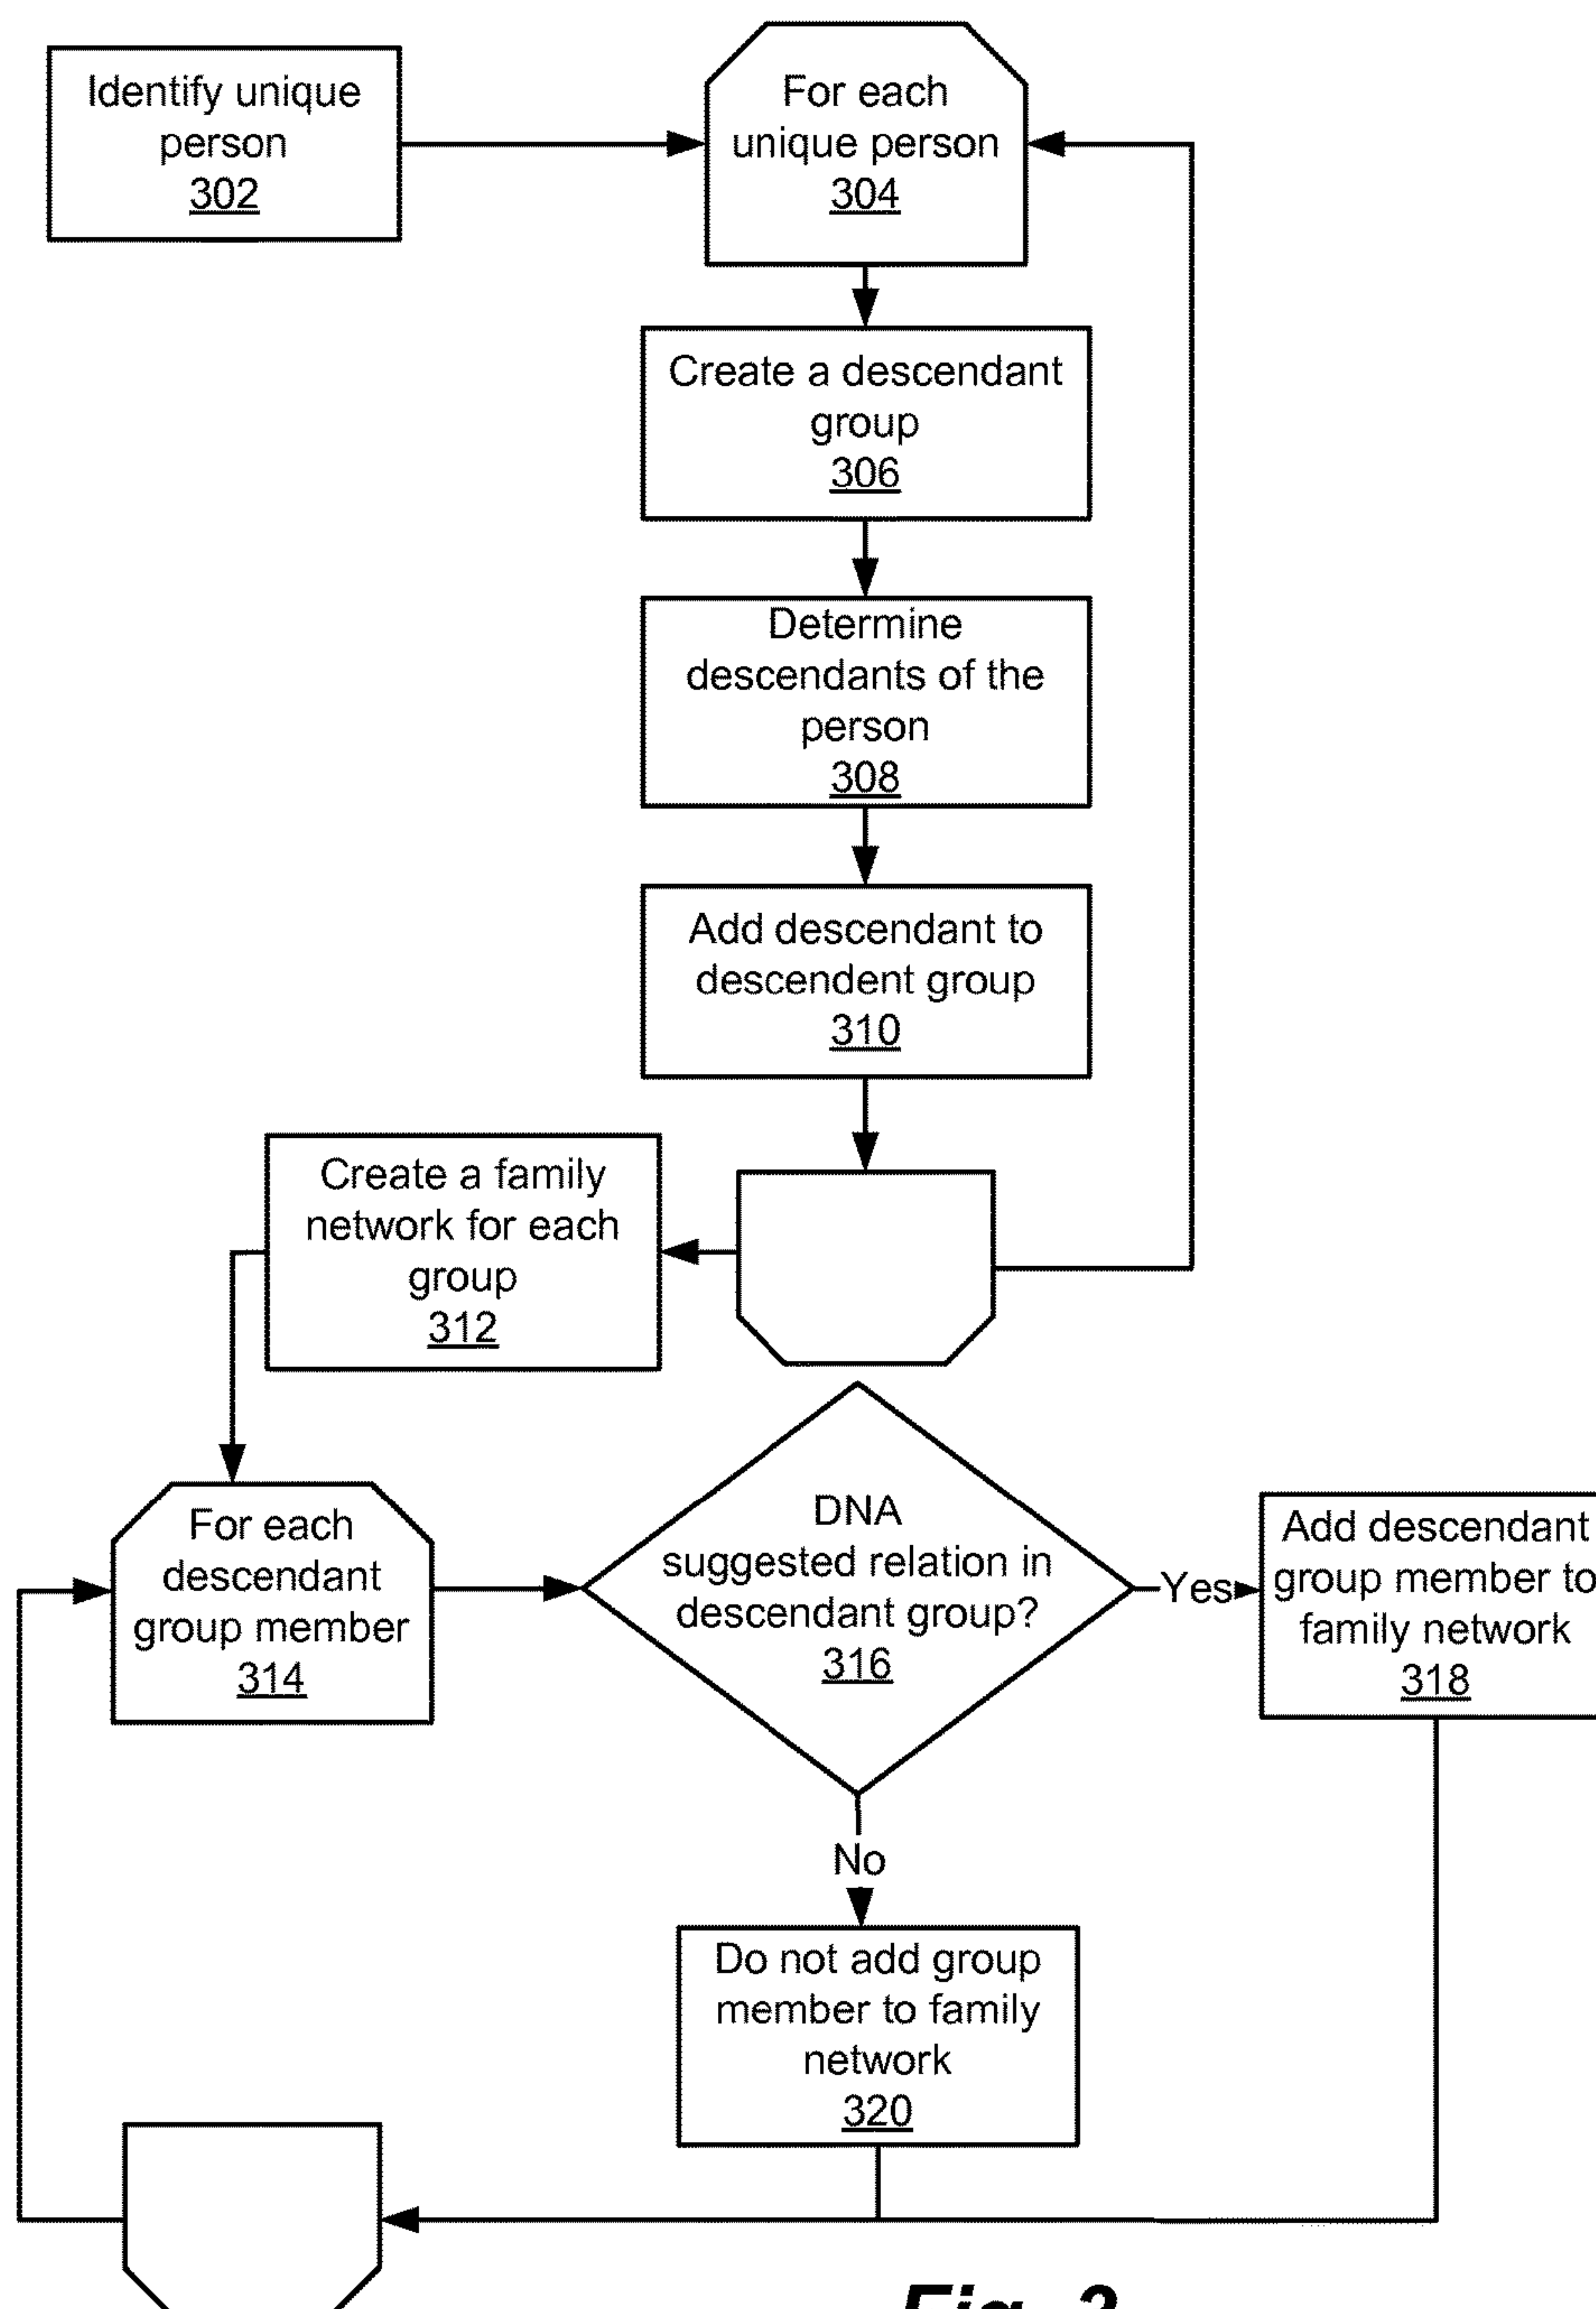 Identify unique
person
302
For each
unique person
304
Create a descendant
group
306
Determine
descendants of the
person
308
Add descendant to
descendent group
310
Create a family
network for each
group
312
For each
descendant
group member
314
DNA
suggested relation in
descendant group?
316
Yes
Add descendant
group member to
family network
318
No
Do not add group
member to family
network
320
Fig.